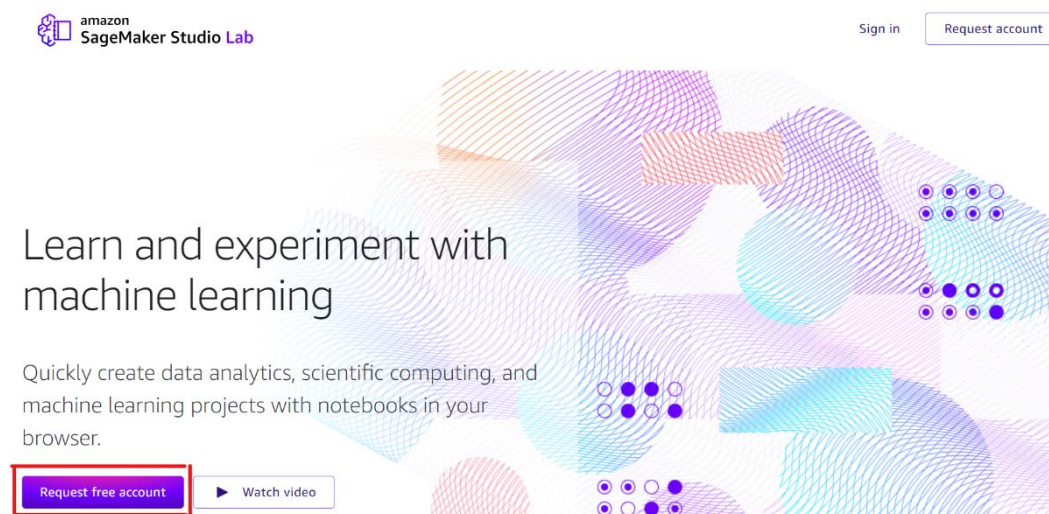 amazon
SageMaker Studio Lab
Sign in
Request account
Learn and experiment with
machine learning
Quickly create data analytics, scientific computing, and
machine learning projects with notebooks in your
browser.
Request free account
Watch video